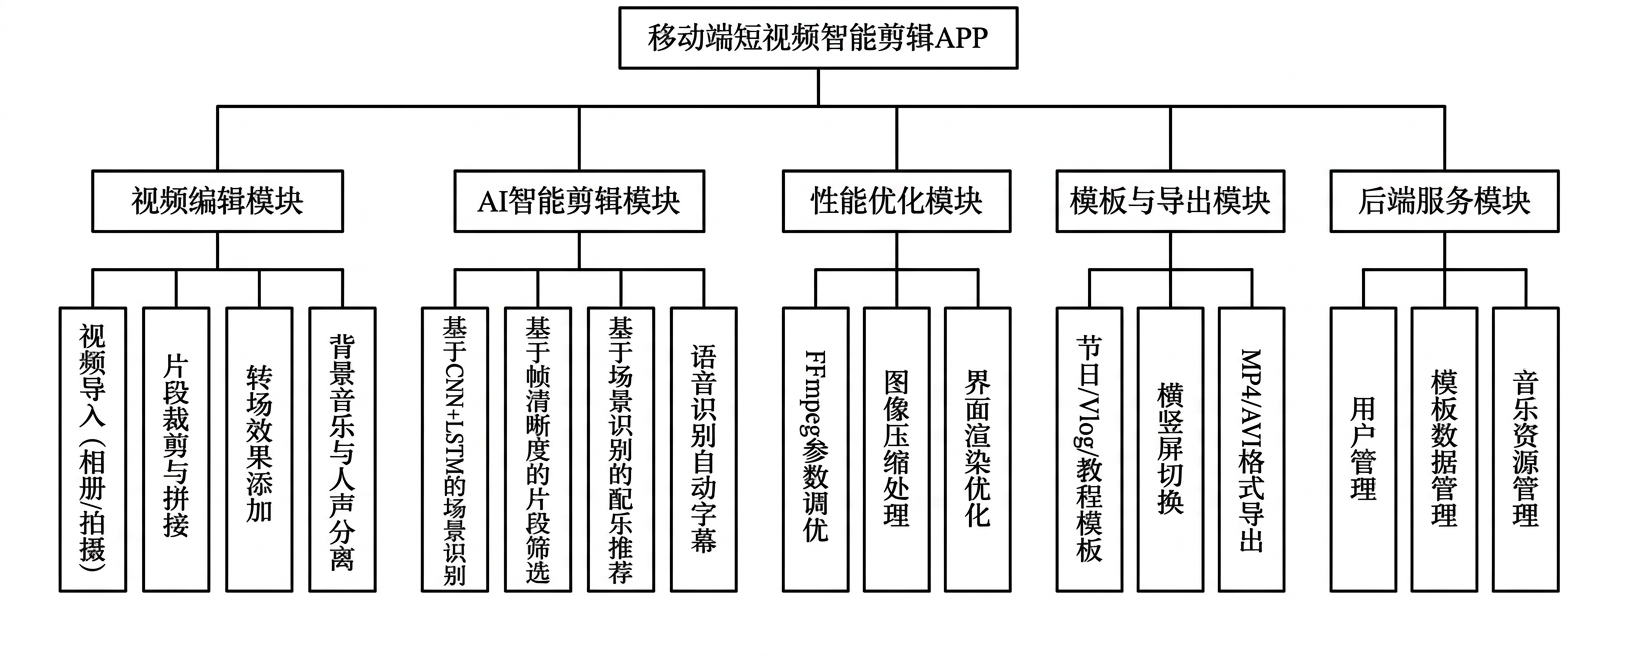 移动端短视频智能剪辑APP
视频编辑模块
AI智能剪辑模块
性能优化模块
模板与导出模块
后端服务模块
视频导入（相册/拍摄）
片段裁剪与拼接
转场效果添加
背景音乐与人声分离
基于CNN+LSTM的场景识别
基于帧清晰度的片段筛选
基于场景识别的配乐推荐
语音识别自动字幕
FFmpeg参数调优
图像压缩处理
界面渲染优化
节日/Vlog/教程模板
横竖屏切换
MP4/AVI格式导出
用户管理
模板数据管理
音乐资源管理